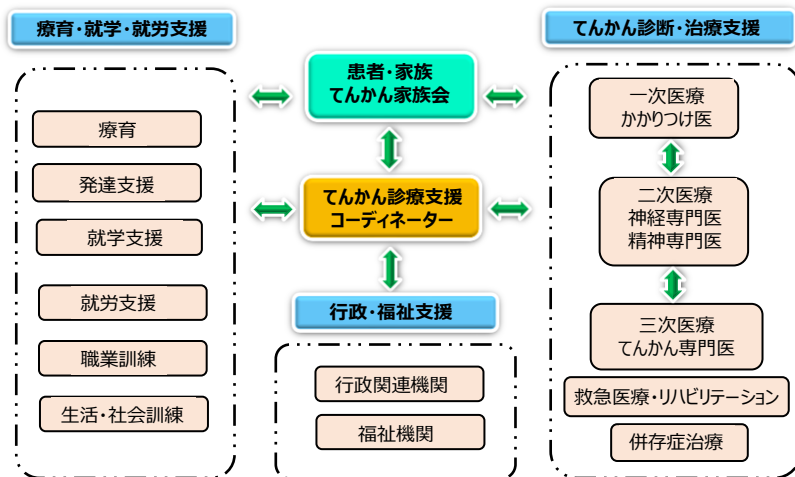 療育・就学・就労支援
療育
発達支援
就学支援
就労支援
職業訓練
生活・社会訓練
患者・家族
てんかん家族会
てんかん診療支援
コーディネーター
行政・福祉支援
行政関連機関
福祉機関
てんかん診断・治療支援
一次医療
かかりつけ医
二次医療
神経専門医
精神専門医
三次医療
てんかん専門医
救急医療・リハビリテーション
併存症治療